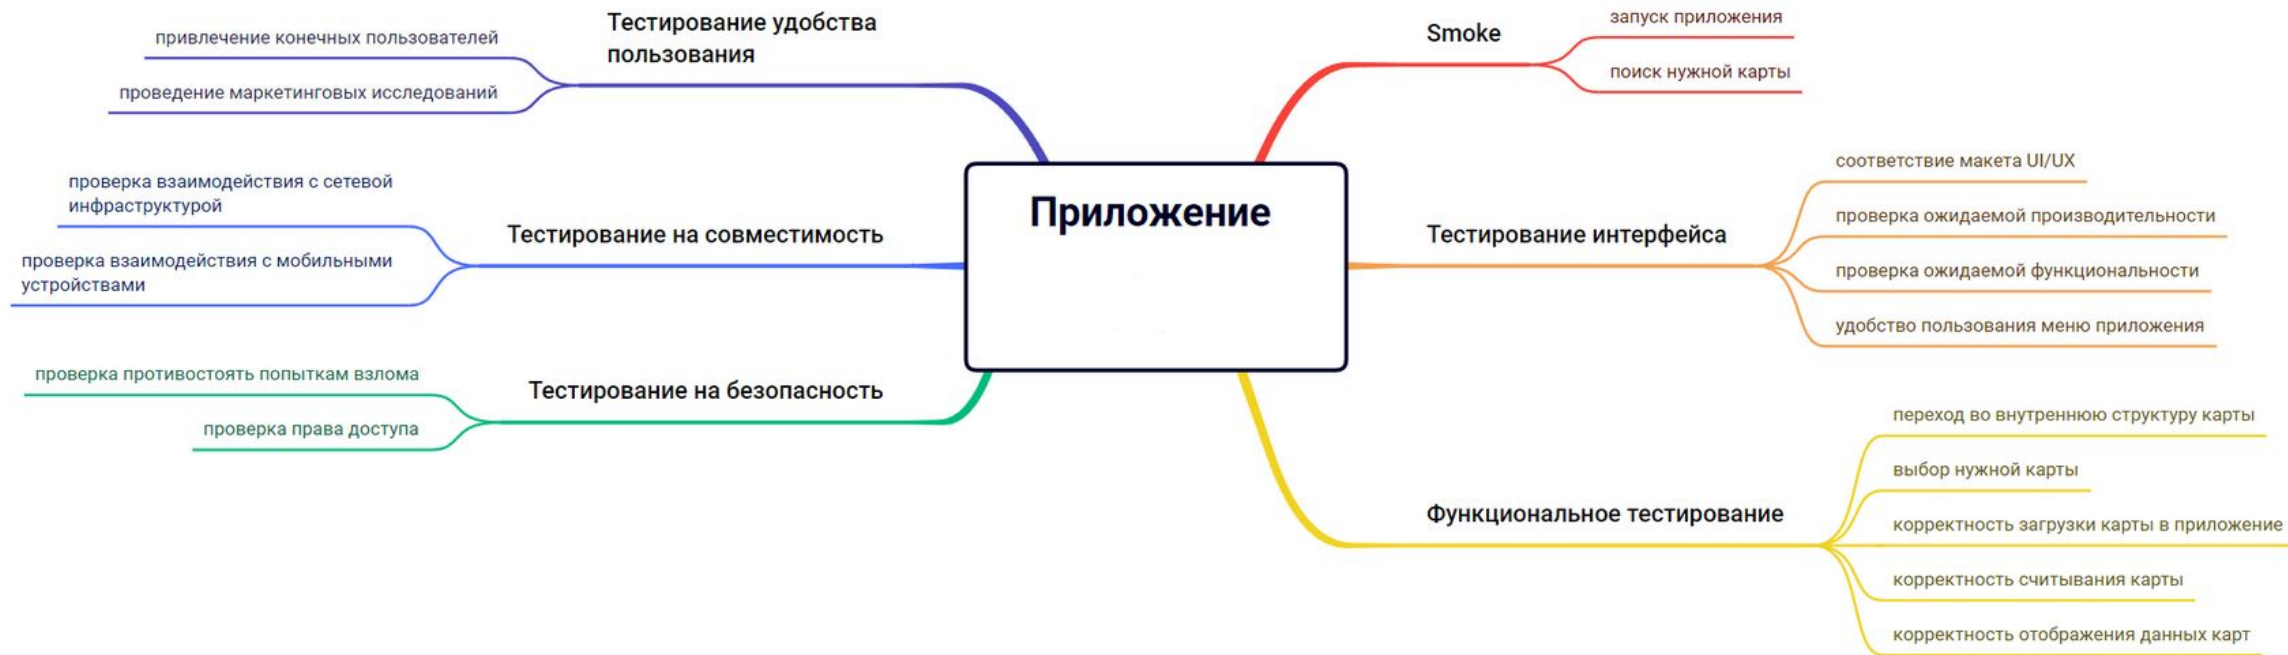 Приложение
Тестирование удобства
пользования
привлечение конечных пользователей
проведение маркетинговых исследований
Тестирование на совместимость
проверка взаимодействия с сетевой
инфраструктурой
проверка взаимодействия с мобильными
устройствами
Тестирование на безопасность
проверка противостоять попыткам взлома
проверка права доступа
Smoke
запуск приложения
поиск нужной карты
Тестирование интерфейса
соответствие макета UI/UX
проверка ожидаемой производительности
проверка ожидаемой функциональности
удобство пользования меню приложения
Функциональное тестирование
переход во внутреннюю структуру карты
выбор нужной карты
корректность загрузки карты в приложение
корректность считывания карты
корректность отображения данных карт